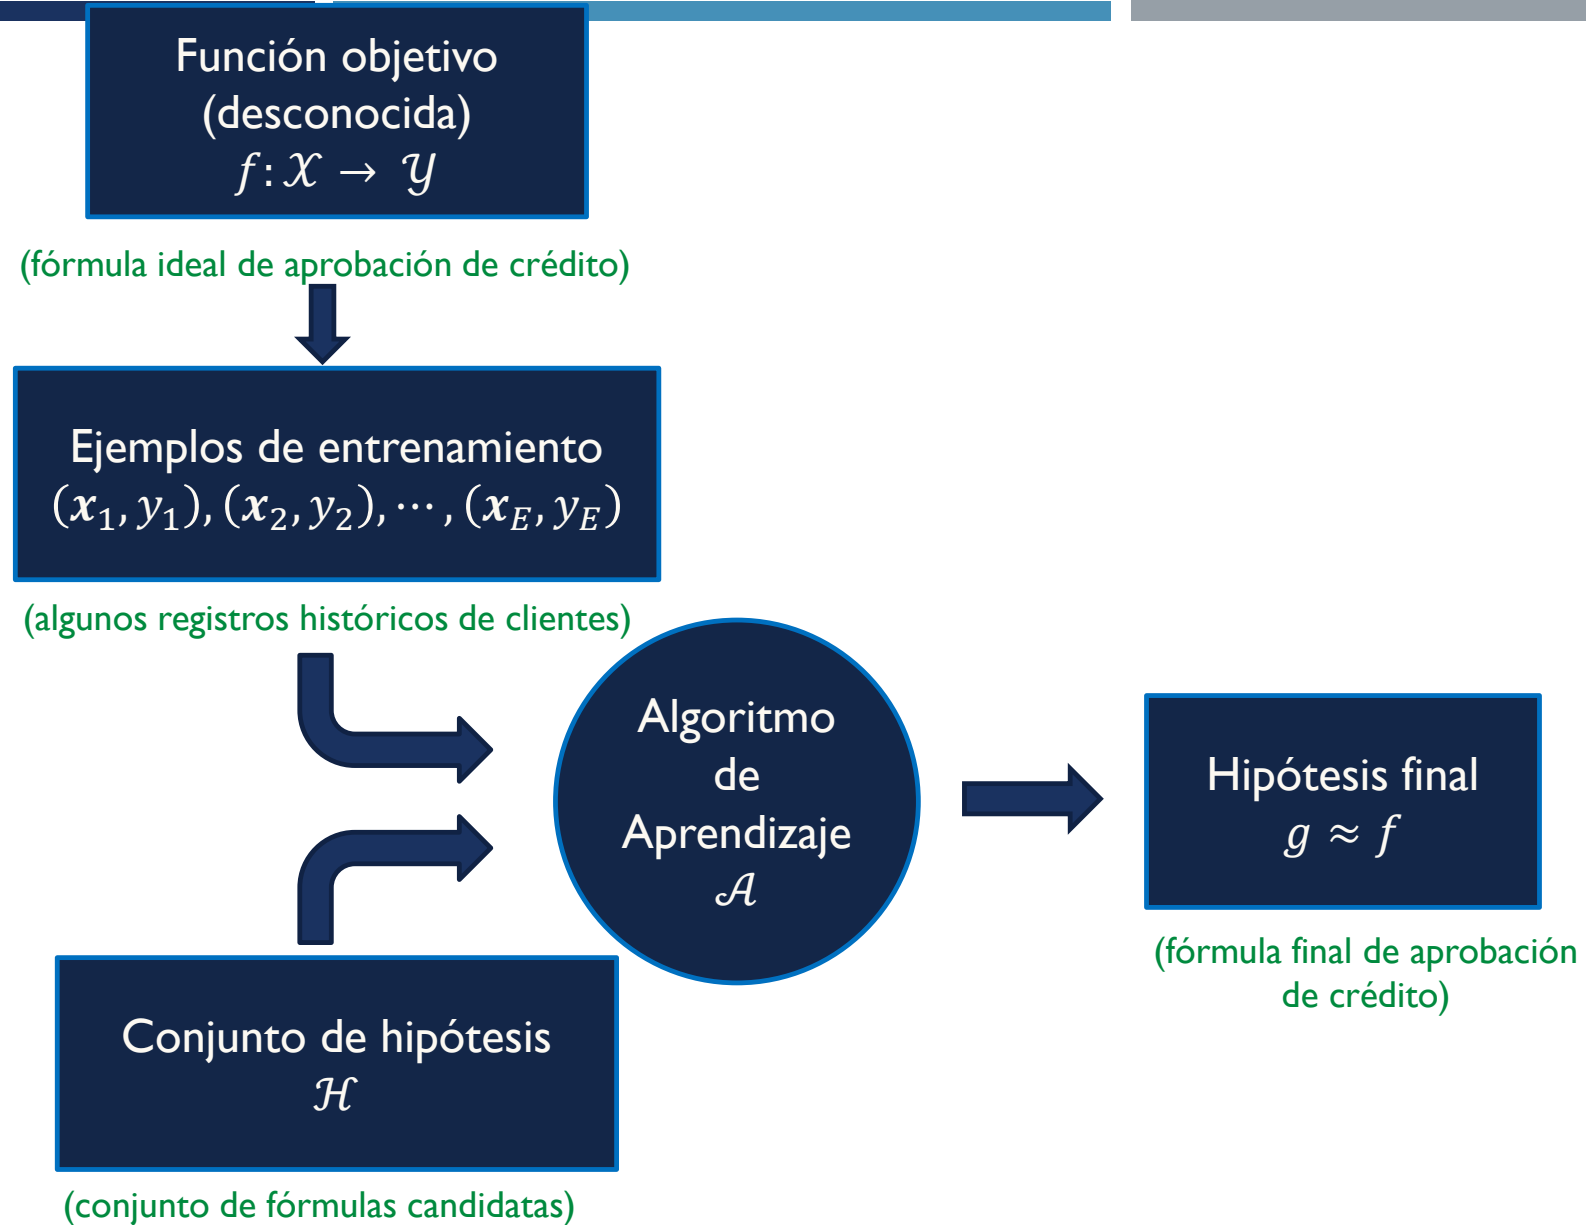 Función objetivo
(desconocida)
𝑓: 𝒳 → 𝒴
(fórmula ideal de aprobación de crédito)
Ejemplos de entrenamiento
(𝒙₁, 𝑦₁), (𝒙₂, 𝑦₂), ⋯ , (𝒙_E, 𝑦_E)
(algunos registros históricos de clientes)
Algoritmo
de
Aprendizaje
𝒜
Hipótesis final
𝑔 ≈ 𝑓
(fórmula final de aprobación
de crédito)
Conjunto de hipótesis
ℋ
(conjunto de fórmulas candidatas)